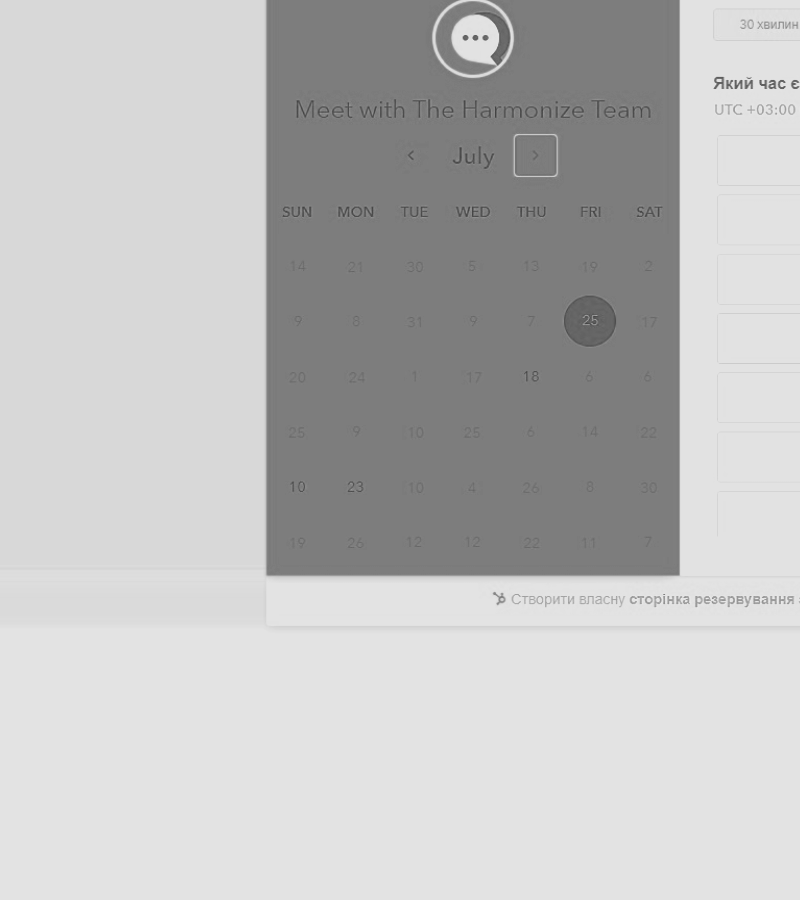 30 хвилин
Meet with The Harmonize Team
Який час є
July
UTC +03:00
SUN MON TUE WED THU FRI SAT
14 21 30 5 13 19 2
9 8 31 9 7 25 17
20 24 1 17 18 6 6
25 9 10 25 6 14 22
10 23 10 4 26 8 30
19 26 12 12 22 11 7
Створити власну сторінка резервування